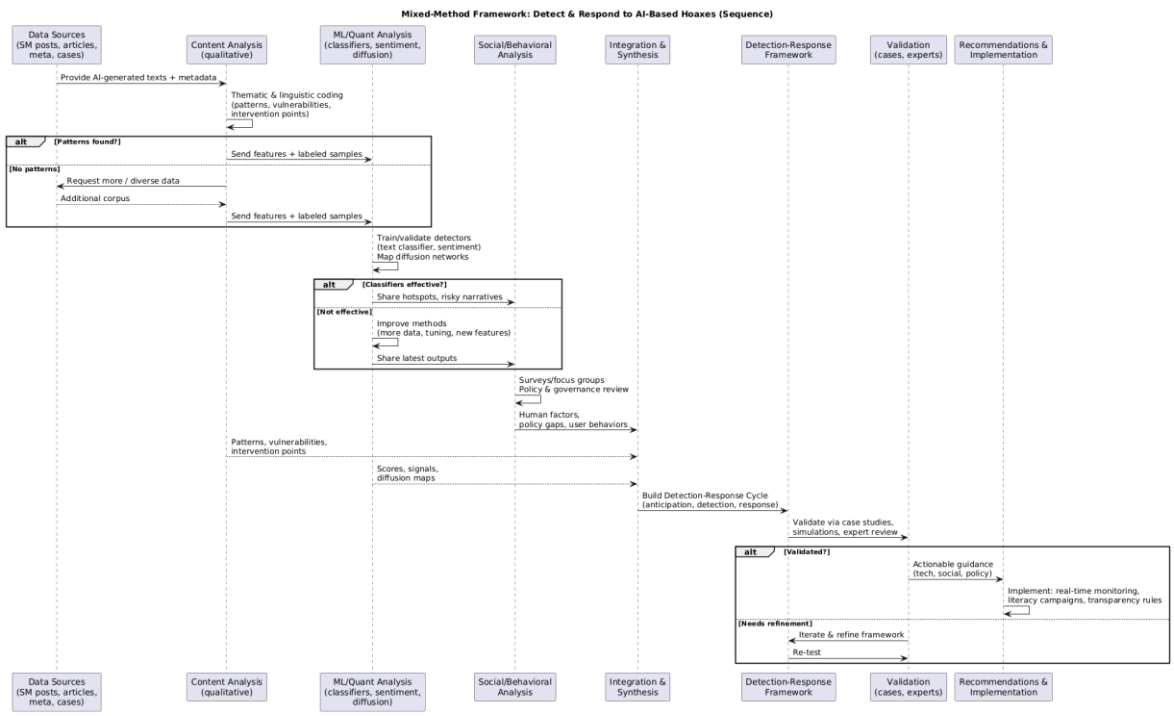 Mixed-Method Framework: Detect & Respond to AI-Based Hoaxes (Sequence)
Data Sources
(SM posts, articles,
meta, cases)
Content Analysis
(qualitative)
ML/Quant Analysis
(classifiers, sentiment,
diffusion)
Social/Behavioral
Analysis
Integration &
Synthesis
Detection-Response
Framework
Validation
(cases, experts)
Recommendations &
Implementation
Provide AI-generated texts + metadata
Thematic & linguistic coding
(patterns, vulnerabilities,
intervention points)
alt
[Patterns found?]
Send features + labeled samples
[No patterns]
Request more / diverse data
Additional corpus
Send features + labeled samples
Train/validate detectors
(text classifier, sentiment)
Map diffusion networks
alt
[Classifiers effective?]
Share hotspots, risky narratives
[Not effective]
Improve methods
(more data, tuning, new features)
Share latest outputs
Surveys/focus groups
Policy & governance review
Human factors,
policy gaps, user behaviors
Patterns, vulnerabilities,
intervention points
Scores, signals,
diffusion maps
Build Detection-Response Cycle
(anticipation, detection, response)
Validate via case studies,
simulations, expert review
alt
[Validated?]
Actionable guidance
(tech, social, policy)
Implement: real-time monitoring,
literacy campaigns, transparency rules
[Needs refinement]
Iterate & refine framework
Re-test
Data Sources
(SM posts, articles,
meta, cases)
Content Analysis
(qualitative)
ML/Quant Analysis
(classifiers, sentiment,
diffusion)
Social/Behavioral
Analysis
Integration &
Synthesis
Detection-Response
Framework
Validation
(cases, experts)
Recommendations &
Implementation